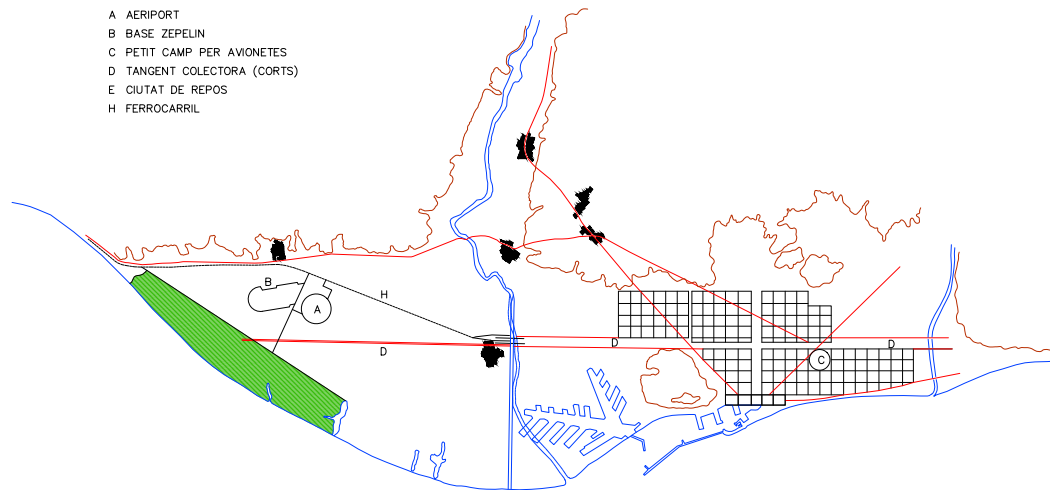 A AERIPORT
B BASE ZEPELIN
C PETIT CAMP PER AVIONETES
D TANGENT COLECTORA (CORTS)
E CIUTAT DE REPOS
H FERROCARRIL
B
H
A
D
D
D
C